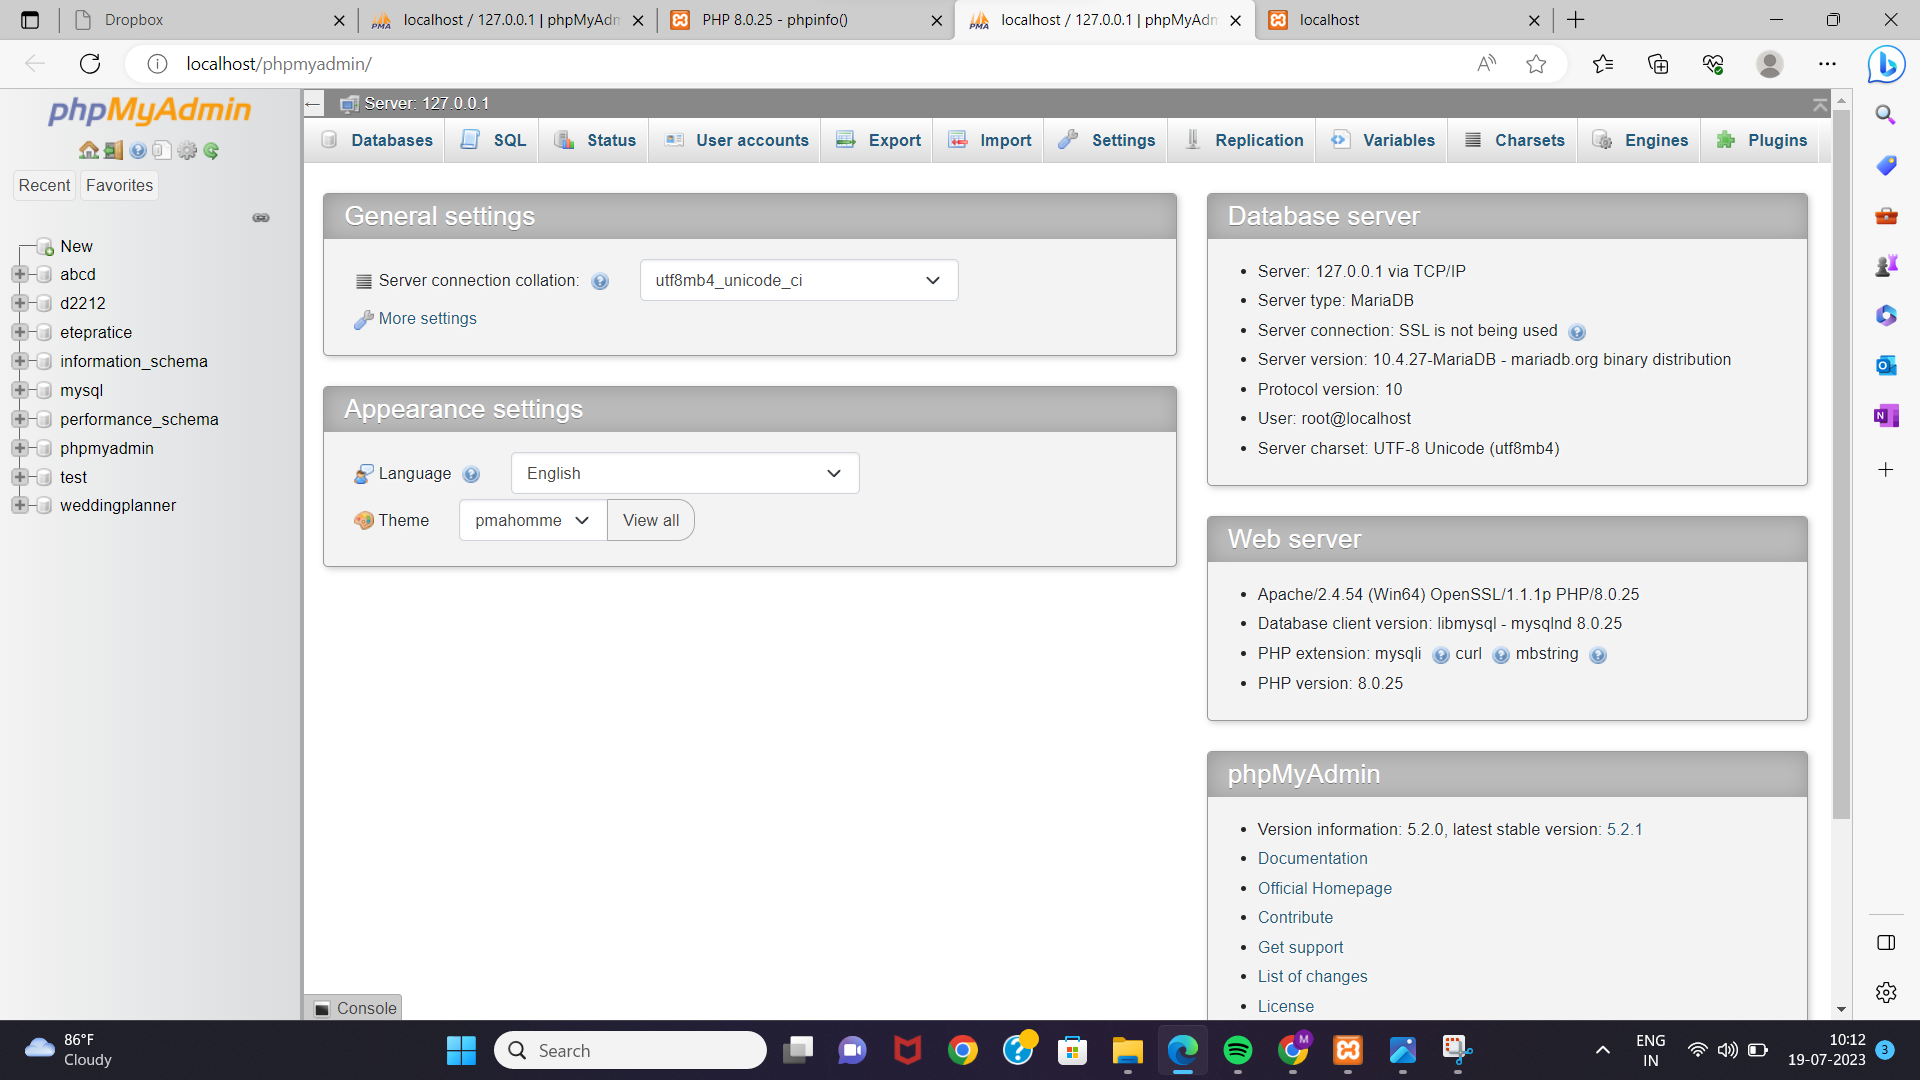 Dropbox
localhost / 127.0.0.1 | phpMyAdm
PHP 8.0.25 - phpinfo()
localhost / 127.0.0.1 | phpMyAdm
localhost
localhost/phpmyadmin/
phpMyAdmin
Recent
Favorites
New
abcd
d2212
etepratice
information_schema
mysql
performance_schema
phpmyadmin
test
weddingplanner
Server: 127.0.0.1
Databases
SQL
Status
User accounts
Export
Import
Settings
Replication
Variables
Charsets
Engines
Plugins
General settings
Server connection collation:
utf8mb4_unicode_ci
More settings
Appearance settings
Language
English
Theme
pmahomme
View all
Database server
Server: 127.0.0.1 via TCP/IP
Server type: MariaDB
Server connection: SSL is not being used
Server version: 10.4.27-MariaDB - mariadb.org binary distribution
Protocol version: 10
User: root@localhost
Server charset: UTF-8 Unicode (utf8mb4)
Web server
Apache/2.4.54 (Win64) OpenSSL/1.1.1p PHP/8.0.25
Database client version: libmysql - mysqlnd 8.0.25
PHP extension: mysqli curl mbstring
PHP version: 8.0.25
phpMyAdmin
Version information: 5.2.0, latest stable version: 5.2.1
Documentation
Official Homepage
Contribute
Get support
List of changes
License
Console
86°F
Cloudy
Search
M
ENG
IN
10:12
19-07-2023
3